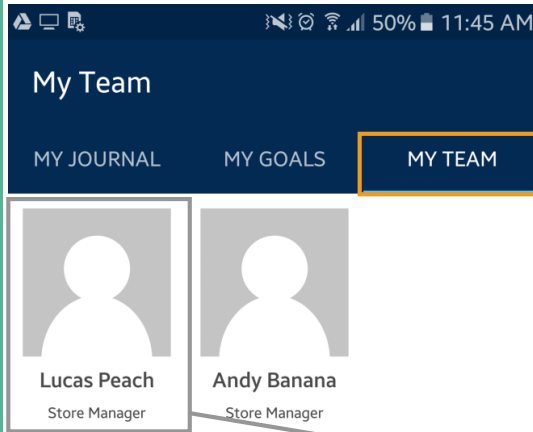 50% 11:45 AM
My Team
MY JOURNAL MY GOALS MY TEAM
Lucas Peach Andy Banana
Store Manager Store Manager